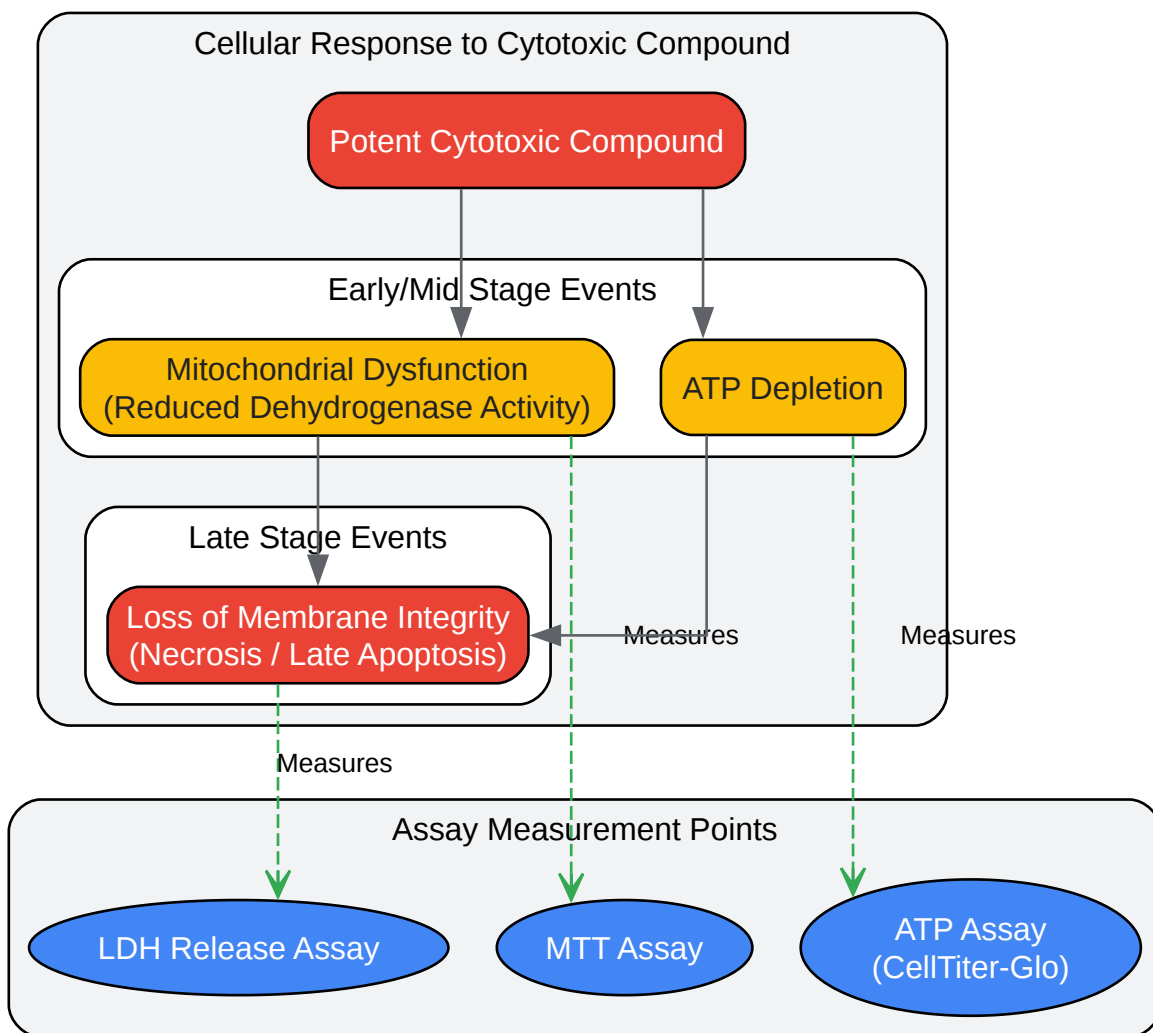 Cellular Response to Cytotoxic Compound
Potent Cytotoxic Compound
Early/Mid Stage Events
Mitochondrial Dysfunction
(Reduced Dehydrogenase Activity)
ATP Depletion
Late Stage Events
Loss of Membrane Integrity
(Necrosis / Late Apoptosis)
Measures
Measures
Measures
Assay Measurement Points
LDH Release Assay
MTT Assay
ATP Assay
(CellTiter-Glo)